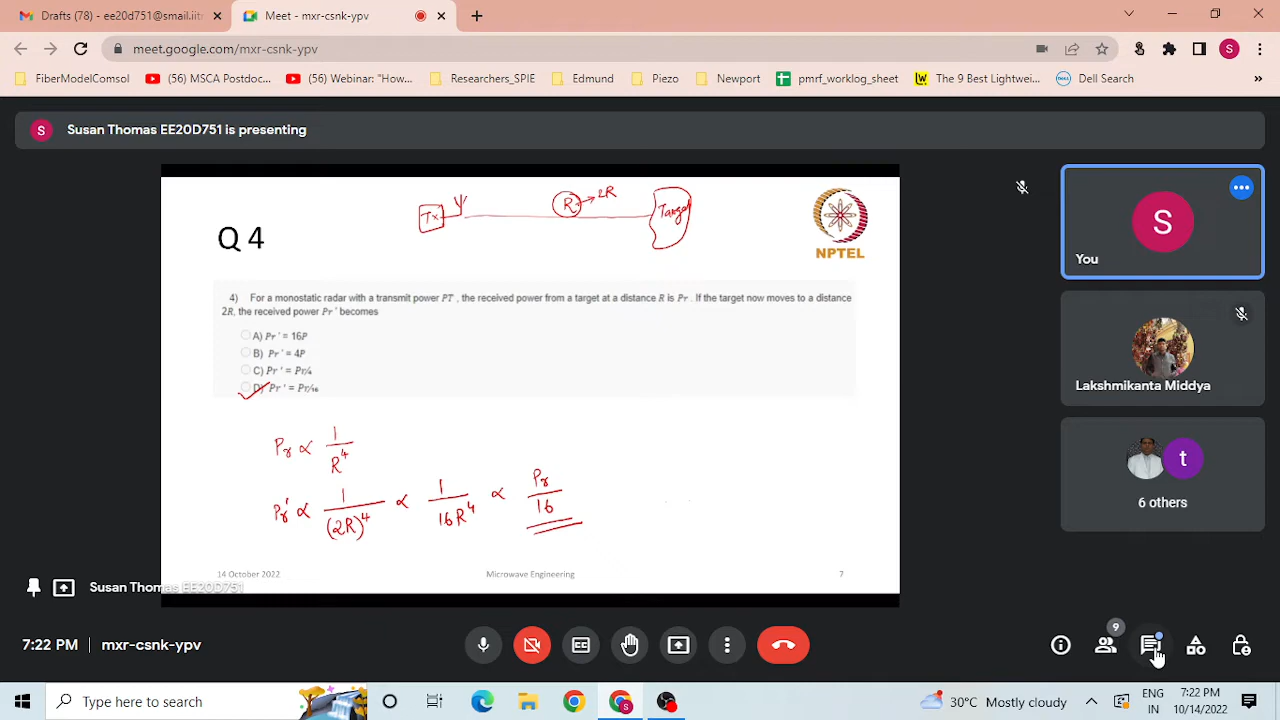 Drafts (78) - email@smail.iitr
Meet - mxr-csnk-ypv
meet.google.com/mxr-csnk-ypv
FiberModelComsol
(56) MSCA Postdoc...
(56) Webinar: "How...
Researchers_SPIE
Edmund
Piezo
Newport
pmrf_worklog_sheet
The 9 Best Lightwei...
Dell Search
»
S
Susan Thomas EE20D751 is presenting
Tx
R → 2R
Target
Q 4
NPTEL
4) For a monostatic radar with a transmit power PT , the received power from a target at a distance R is Pr . If the target now moves to a distance
2R, the received power Pr ' becomes
A) Pr ' = 16P
B) Pr ' = 4P
C) Pr ' = Pr/4
D) Pr ' = Pr/16
Pr ∝ 1/R⁴
Pr' ∝ 1/(2R)⁴ ∝ 1/16R⁴ ∝ Pr/16
14 October 2022
Microwave Engineering
7
Susan Thomas EE20D751
S
You
Lakshmikanta Middya
t
6 others
7:22 PM | mxr-csnk-ypv
9
Type here to search
30°C Mostly cloudy
ENG
IN
7:22 PM
10/14/2022